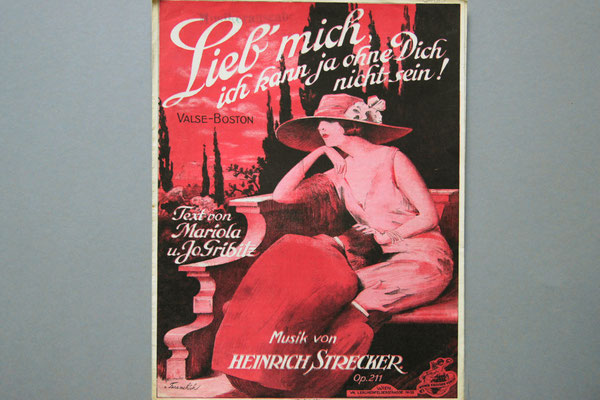 Lieb' mich,
ich kann ja ohne Dich
nicht sein!
VALSE-BOSTON
Text von
Mariola
u. Jo Gribitz
Musik von
HEINRICH STRECKER
Op. 211
WIEN